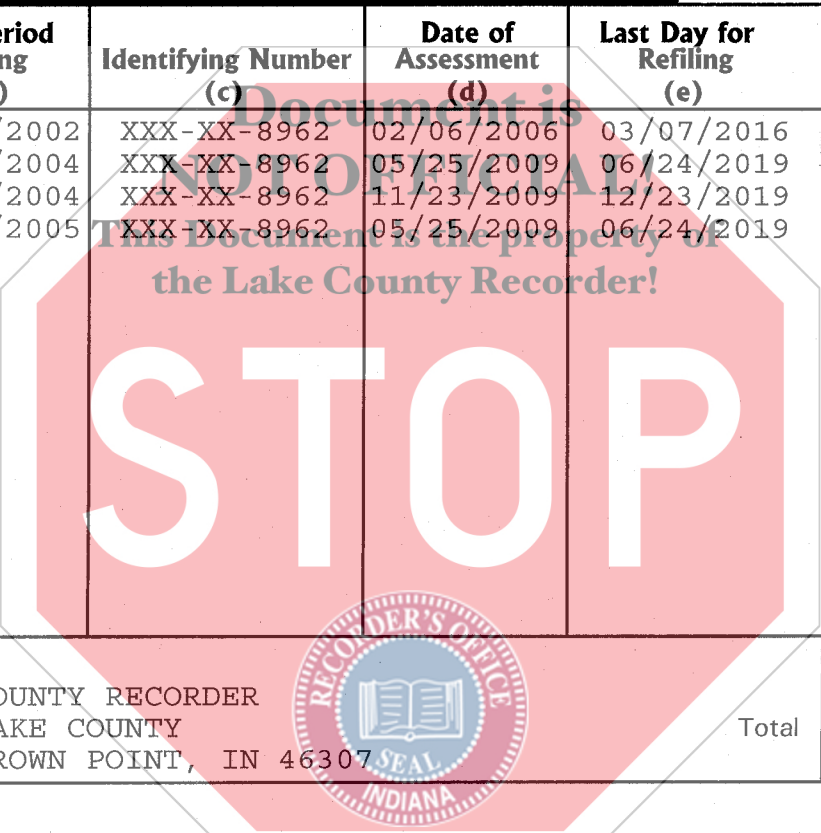 eriod Date of Last Day for
ng Identifying Number Assessment Refiling
) (c) (d) (e)
Document is
/2002 XXX-XX-8962 02/06/2006 03/07/2016
/2004 XXX-XX-8962 05/25/2009 06/24/2019
NOT OFFICIAL!
/2004 XXX-XX-8962 11/23/2009 12/23/2019
/2005 XXX-XX-8962 05/25/2009 06/24/2019
This Document is the property of
the Lake County Recorder!
STOP
OUNTY RECORDER
AKE COUNTY Total
ROWN POINT, IN 46307
RECORDER'S OFFICE
SEAL
INDIANA